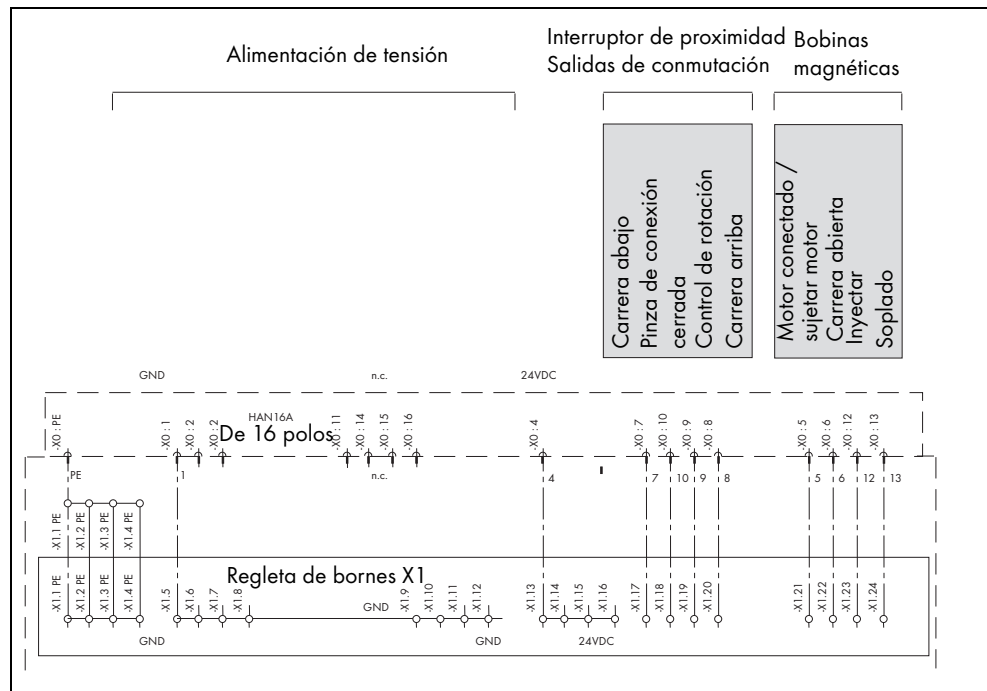 Alimentación de tensión
Interruptor de proximidad
Salidas de conmutación
Bobinas
magnéticas
Carrera abajo
Pinza de conexión
cerrada
Control de rotación
Carrera arriba
Motor conectado /
sujetar motor
Carrera abierta
Inyectar
Soplado
GND
n.c.
24VDC
HAN16A
De 16 polos
-X0 : PE
-X0 : 1
-X0 : 2
-X0 : 2
-X0 : 11
-X0 : 14
-X0 : 15
-X0 : 16
-X0 : 4
-X0 : 7
-X0 : 10
-X0 : 9
-X0 : 8
-X0 : 5
-X0 : 6
-X0 : 12
-X0 : 13
PE
1
n.c.
4
7
10
9
8
5
6
12
13
-X1.1 PE
-X1.2 PE
-X1.3 PE
-X1.4 PE
Regleta de bornes X1
-X1.1 PE
-X1.2 PE
-X1.3 PE
-X1.4 PE
-X1.5
-X1.6
-X1.7
-X1.8
GND
-X1.9
-X1.10
-X1.11
-X1.12
-X1.13
-X1.14
-X1.15
-X1.16
-X1.17
-X1.18
-X1.19
-X1.20
-X1.21
-X1.22
-X1.23
-X1.24
GND
GND
24VDC